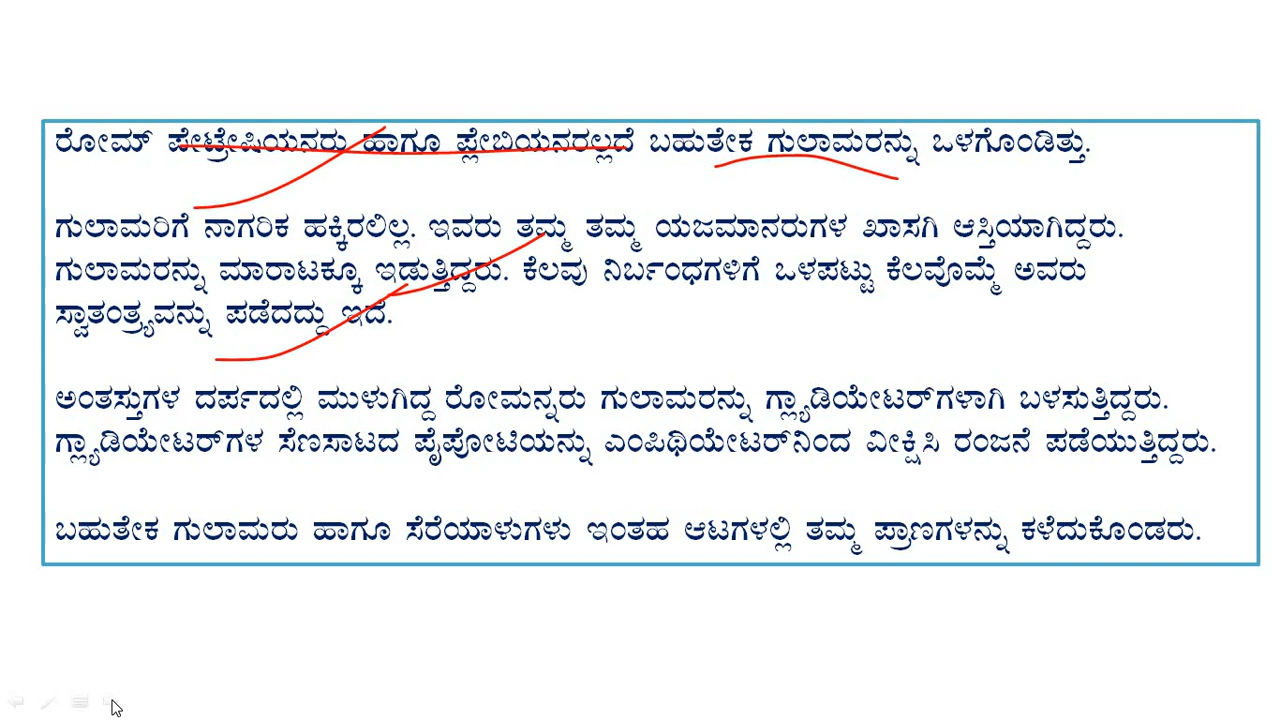 ರೋಮ್ ಪೇಟ್ರೇಷಿಯನರು ಹಾಗೂ ಪ್ಲೇಬಿಯನರಲ್ಲದೆ ಬಹುತೇಕ ಗುಲಾಮರನ್ನು ಒಳಗೊಂಡಿತ್ತು.
ಗುಲಾಮರಿಗೆ ನಾಗರಿಕ ಹಕ್ಕಿರಲಿಲ್ಲ. ಇವರು ತಮ್ಮ ತಮ್ಮ ಯಜಮಾನರುಗಳ ಖಾಸಗಿ ಆಸ್ತಿಯಾಗಿದ್ದರು.
ಗುಲಾಮರನ್ನು ಮಾರಾಟಕ್ಕೂ ಇಡುತ್ತಿದ್ದರು. ಕೆಲವು ನಿರ್ಬಂಧಗಳಿಗೆ ಒಳಪಟ್ಟು ಕೆಲವೊಮ್ಮೆ ಅವರು
ಸ್ವಾತಂತ್ರ್ಯವನ್ನು ಪಡೆದದ್ದು ಇದೆ.
ಅಂತಸ್ತುಗಳ ದರ್ಪದಲ್ಲಿ ಮುಳುಗಿದ್ದ ರೋಮನ್ನರು ಗುಲಾಮರನ್ನು ಗ್ಲ್ಯಾಡಿಯೇಟರ್‌ಗಳಾಗಿ ಬಳಸುತ್ತಿದ್ದರು.
ಗ್ಲ್ಯಾಡಿಯೇಟರ್‌ಗಳ ಸೆಣಸಾಟದ ಪೈಪೋಟಿಯನ್ನು ಎಂಪಿಥಿಯೇಟರ್‌ನಿಂದ ವೀಕ್ಷಿಸಿ ರಂಜನೆ ಪಡೆಯುತ್ತಿದ್ದರು.
ಬಹುತೇಕ ಗುಲಾಮರು ಹಾಗೂ ಸೆರೆಯಾಳುಗಳು ಇಂತಹ ಆಟಗಳಲ್ಲಿ ತಮ್ಮ ಪ್ರಾಣಗಳನ್ನು ಕಳೆದುಕೊಂಡರು.